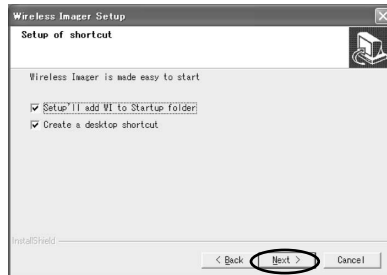 Wireless Imager Setup
Setup of shortcut
Wireless Imager is made easy to start
Setup'll add WI to Startup folder
Create a desktop shortcut
InstallShield
< Back Next > Cancel